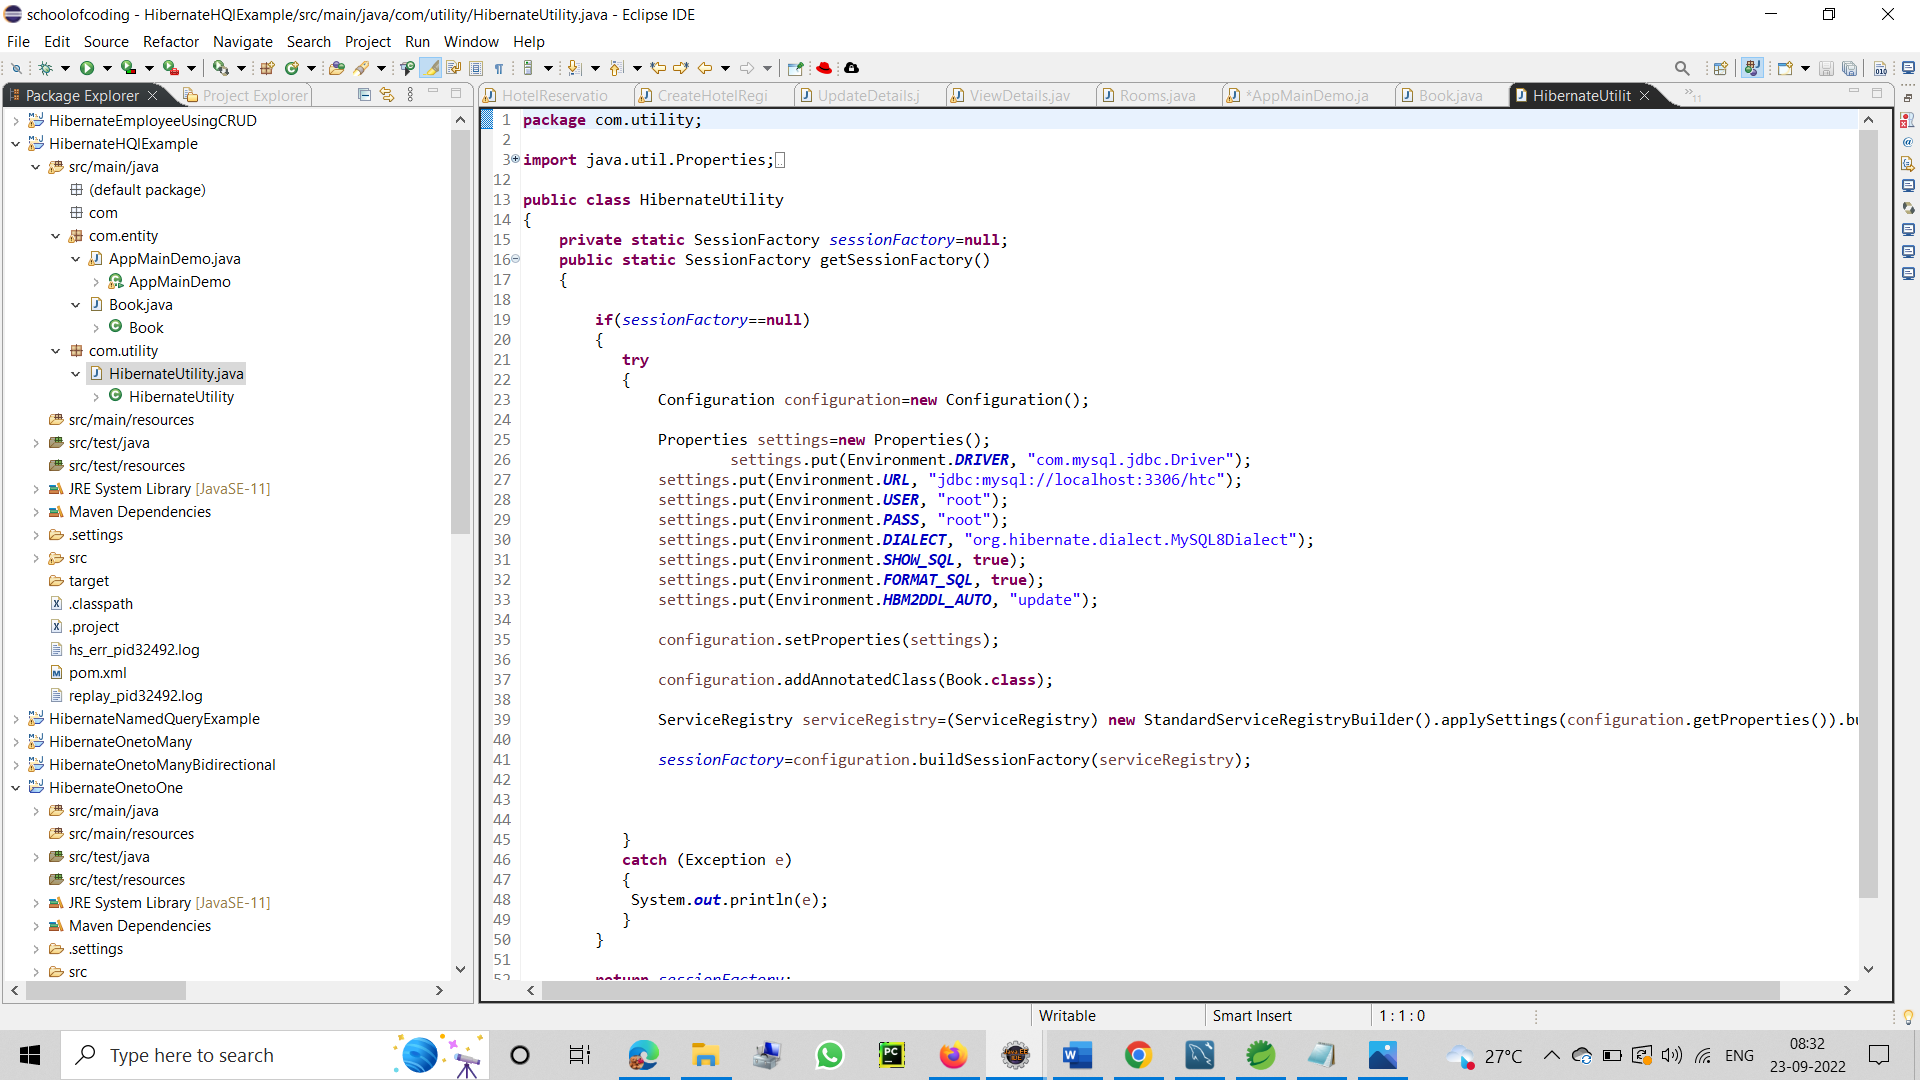 schoolofcoding - HibernateHQlExample/src/main/java/com/utility/HibernateUtility.java - Eclipse IDE
File Edit Source Refactor Navigate Search Project Run Window Help
Package Explorer
Project Explorer
HotelReservatio
CreateHotelRegi
UpdateDetails.j
ViewDetails.jav
Rooms.java
*AppMainDemo.ja
Book.java
HibernateUtilit
11
HibernateEmployeeUsingCRUD
HibernateHQlExample
src/main/java
(default package)
com
com.entity
AppMainDemo.java
AppMainDemo
Book.java
Book
com.utility
HibernateUtility.java
HibernateUtility
src/main/resources
src/test/java
src/test/resources
JRE System Library [JavaSE-11]
Maven Dependencies
.settings
src
target
.classpath
.project
hs_err_pid32492.log
pom.xml
replay_pid32492.log
HibernateNamedQueryExample
HibernateOnetoMany
HibernateOnetoManyBidirectional
HibernateOnetoOne
src/main/java
src/main/resources
src/test/java
src/test/resources
JRE System Library [JavaSE-11]
Maven Dependencies
.settings
src
1 package com.utility;
2
3 import java.util.Properties;
12
13 public class HibernateUtility
14 {
15 private static SessionFactory sessionFactory=null;
16 public static SessionFactory getSessionFactory()
17 {
18
19 if(sessionFactory==null)
20 {
21 try
22 {
23 Configuration configuration=new Configuration();
24
25 Properties settings=new Properties();
26 settings.put(Environment.DRIVER, "com.mysql.jdbc.Driver");
27 settings.put(Environment.URL, "jdbc:mysql://localhost:3306/htc");
28 settings.put(Environment.USER, "root");
29 settings.put(Environment.PASS, "root");
30 settings.put(Environment.DIALECT, "org.hibernate.dialect.MySQL8Dialect");
31 settings.put(Environment.SHOW_SQL, true);
32 settings.put(Environment.FORMAT_SQL, true);
33 settings.put(Environment.HBM2DDL_AUTO, "update");
34
35 configuration.setProperties(settings);
36
37 configuration.addAnnotatedClass(Book.class);
38
39 ServiceRegistry serviceRegistry=(ServiceRegistry) new StandardServiceRegistryBuilder().applySettings(configuration.getProperties()).bu
40
41 sessionFactory=configuration.buildSessionFactory(serviceRegistry);
42
43
44
45 }
46 catch (Exception e)
47 {
48 System.out.println(e);
49 }
50 }
51
52 return sessionFactory;
Writable
Smart Insert
1 : 1 : 0
Type here to search
27°C
ENG
08:32
23-09-2022